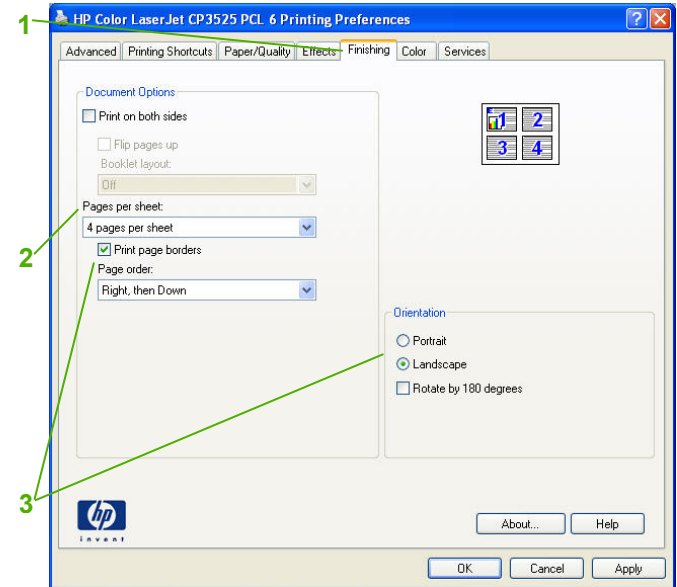 1
HP Color LaserJet CP3525 PCL 6 Printing Preferences
Advanced Printing Shortcuts Paper/Quality Effects Finishing Color Services
Document Options
Print on both sides
Flip pages up
Booklet layout:
Off
Pages per sheet:
2
4 pages per sheet
Print page borders
Page order:
Right, then Down
1 2
3 4
Orientation
Portrait
Landscape
Rotate by 180 degrees
3
hp
invent
About... Help
OK Cancel Apply